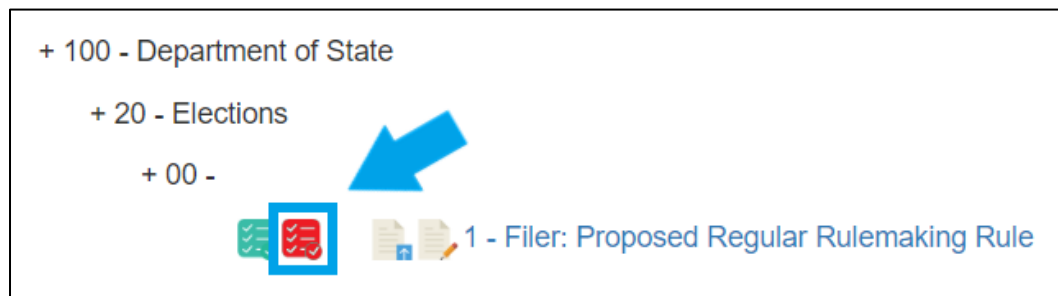 + 100 - Department of State
+ 20 - Elections
+ 00 -
1 - Filer: Proposed Regular Rulemaking Rule